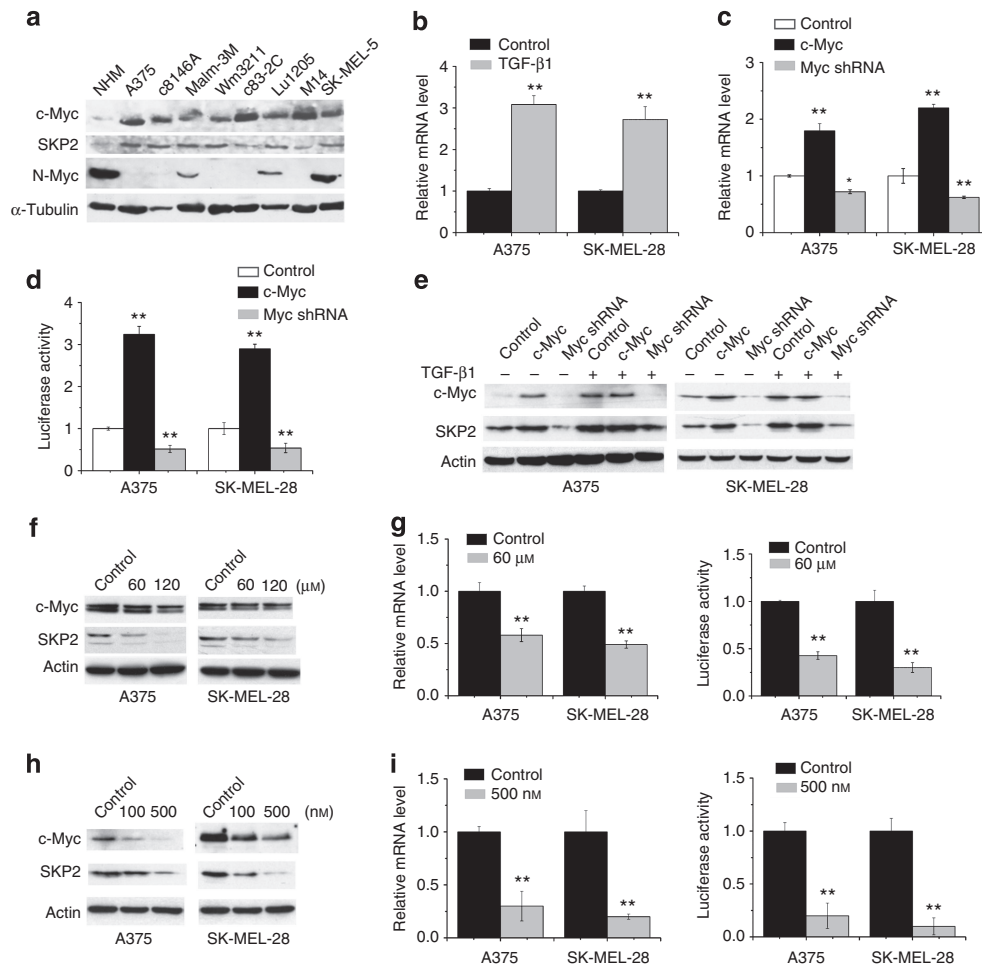 a
NHM A375 c8146A Malm-3M Wm3211 c83-2C Lu1205 M14 SK-MEL-5
c-Myc
SKP2
N-Myc
α-Tubulin
b
Control
TGF-β1
Relative mRNA level
4
3
2
1
0
** **
A375 SK-MEL-28
c
Control
c-Myc
Myc shRNA
Relative mRNA level
3.0
2.5
2.0
1.5
1.0
0.5
0
** * ** **
A375 SK-MEL-28
d
Control
c-Myc
Myc shRNA
Luciferase activity
4
3
2
1
0
** ** ** **
A375 SK-MEL-28
e
Control c-Myc Myc shRNA Control c-Myc Myc shRNA Control c-Myc Myc shRNA Control c-Myc Myc shRNA
TGF-β1 – – – + + + – – – + + +
c-Myc
SKP2
Actin
A375 SK-MEL-28
f
Control 60 120 Control 60 120 (μM)
c-Myc
SKP2
Actin
A375 SK-MEL-28
g
Control
60 μM
Relative mRNA level
1.5
1.0
0.5
0.0
** **
A375 SK-MEL-28
Control
60 μM
Luciferase activity
1.5
1.0
0.5
0.0
** **
A375 SK-MEL-28
h
Control 100 500 Control 100 500 (nM)
c-Myc
SKP2
Actin
A375 SK-MEL-28
i
Control
500 nM
Relative mRNA level
1.5
1.0
0.5
0.0
** **
A375 SK-MEL-28
Control
500 nM
Luciferase activity
1.5
1.0
0.5
0.0
** **
A375 SK-MEL-28